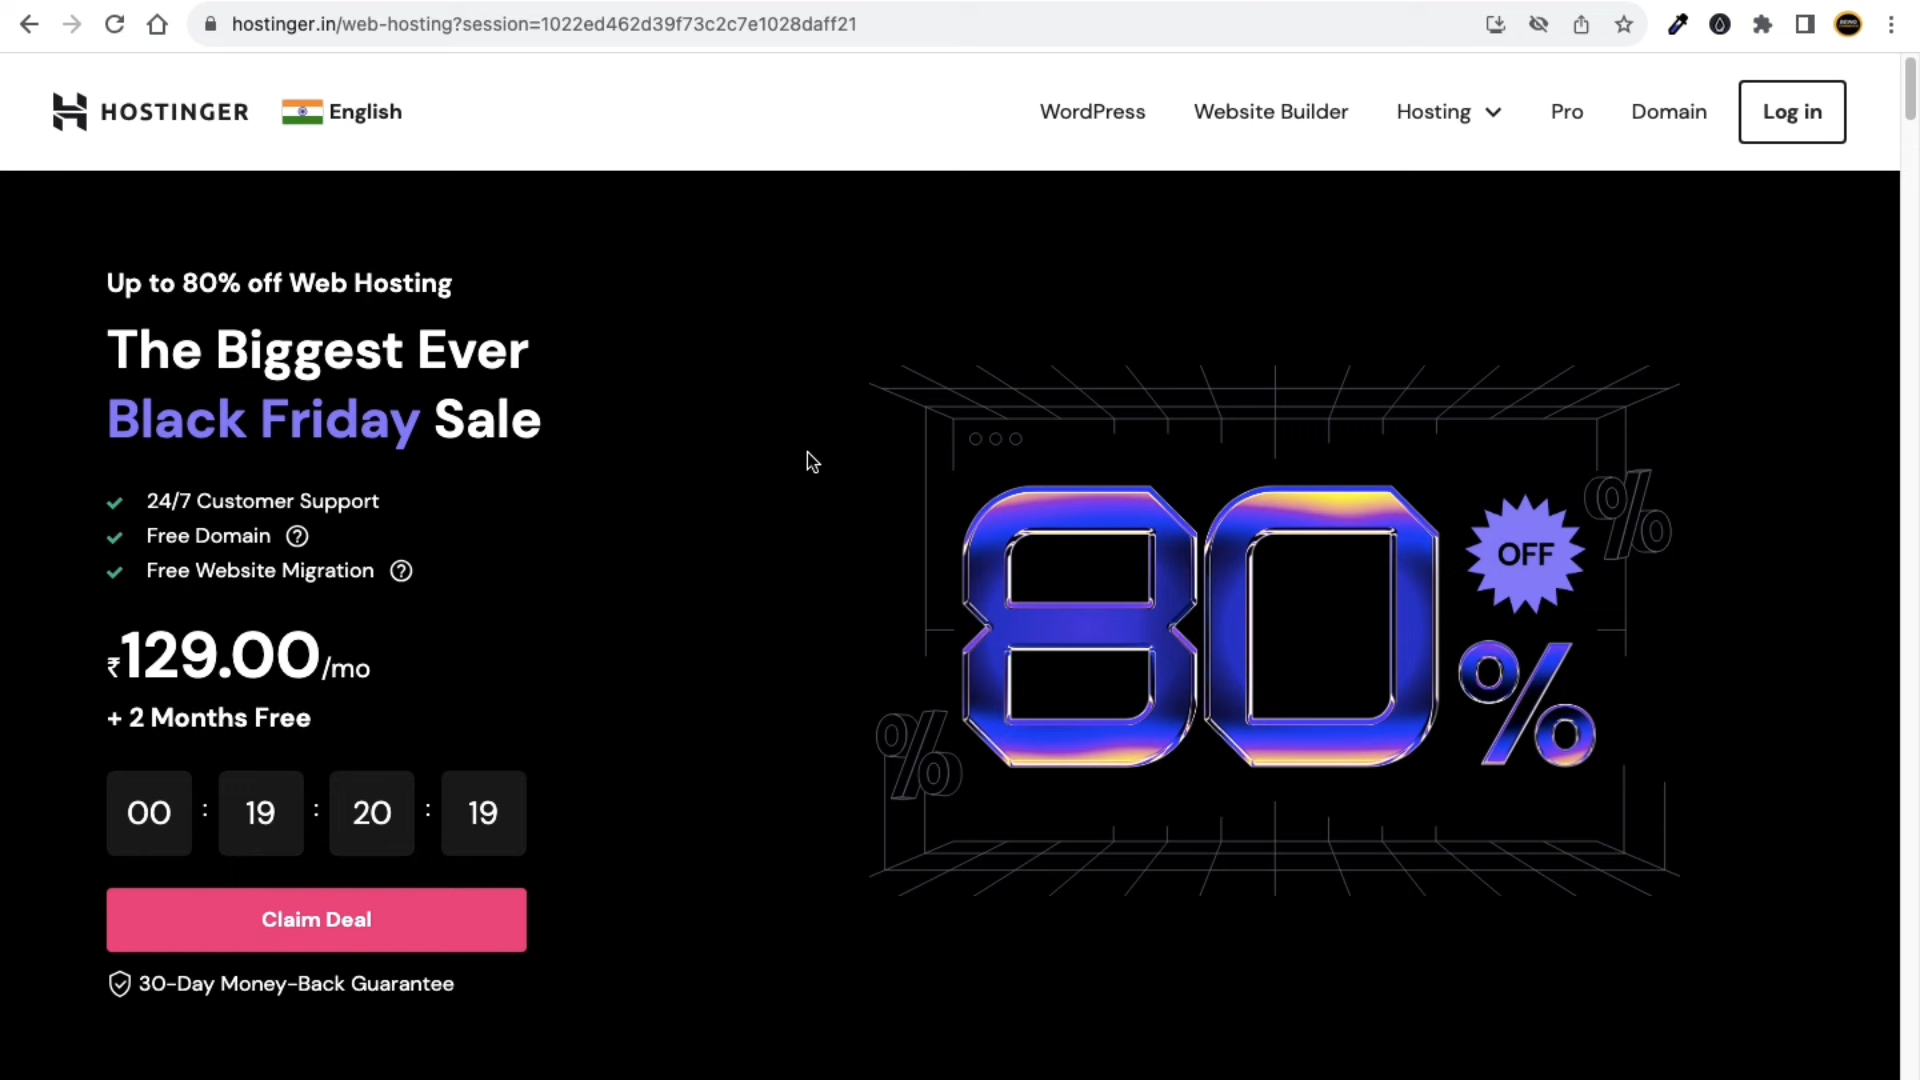 hostinger.in/web-hosting?session=1022ed462d39f73c2c7e1028daff21
HOSTINGER English WordPress Website Builder Hosting Pro Domain Log in
Up to 80% off Web Hosting
The Biggest Ever
Black Friday Sale
24/7 Customer Support
Free Domain ?
Free Website Migration ?
₹129.00/mo
+ 2 Months Free
00 : 19 : 20 : 19
Claim Deal
30-Day Money-Back Guarantee
80% OFF
%
%